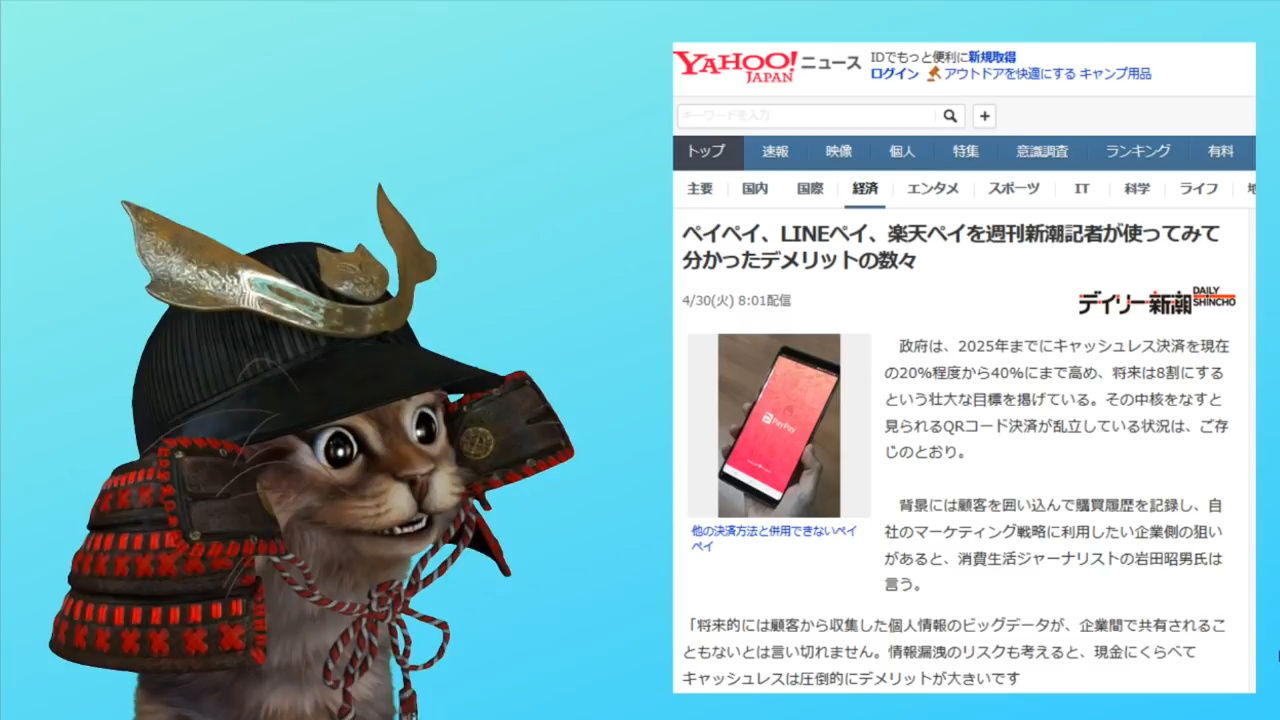 YAHOO! JAPAN ニュース
IDでもっと便利に新規取得
ログイン アウトドアを快適にする キャンプ用品
キーワードを入力
+
トップ 速報 映像 個人 特集 意識調査 ランキング 有料
主要 国内 国際 経済 エンタメ スポーツ IT 科学 ライフ
ペイペイ、LINEペイ、楽天ペイを週刊新潮記者が使ってみて
分かったデメリットの数々
4/30(火) 8:01配信
デイリー新潮 DAILY SHINCHO
PayPay
他の決済方法と併用できないペイ
ペイ
政府は、2025年までにキャッシュレス決済を現在
の20%程度から40%にまで高め、将来は8割にする
という壮大な目標を掲げている。その中核をなすと
見られるQRコード決済が乱立している状況は、ご存
じのとおり。
背景には顧客を囲い込んで購買履歴を記録し、自
社のマーケティング戦略に利用したい企業側の狙い
があると、消費生活ジャーナリストの岩田昭男氏は
言う。
「将来的には顧客から収集した個人情報のビッグデータが、企業間で共有されるこ
ともないとは言い切れません。情報漏洩のリスクも考えると、現金にくらべて
キャッシュレスは圧倒的にデメリットが大きいです